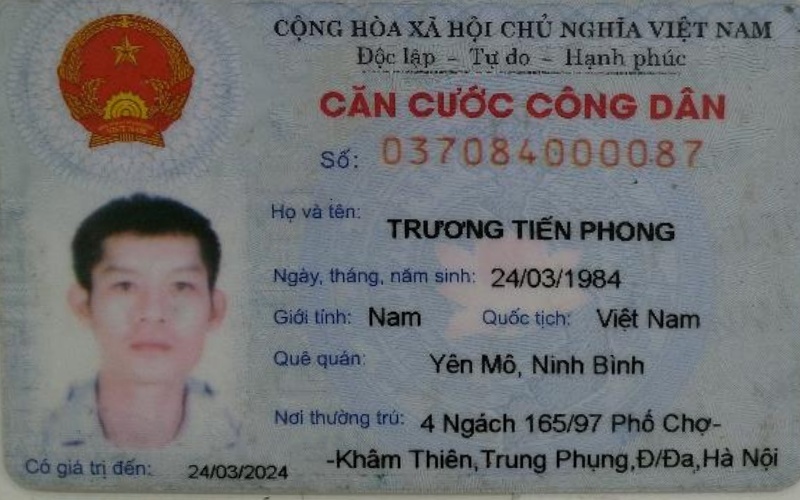 CỘNG HÒA XÃ HỘI CHỦ NGHĨA VIỆT NAM
Độc lập – Tự do – Hạnh phúc
CĂN CƯỚC CÔNG DÂN
Số: 037084000087
Họ và tên: TRƯƠNG TIẾN PHONG
Ngày, tháng, năm sinh: 24/03/1984
Giới tính: Nam Quốc tịch: Việt Nam
Quê quán: Yên Mô, Ninh Bình
Nơi thường trú: 4 Ngách 165/97 Phố Chợ-
-Khâm Thiên,Trung Phụng,Đ/Đa,Hà Nội
Có giá trị đến: 24/03/2024